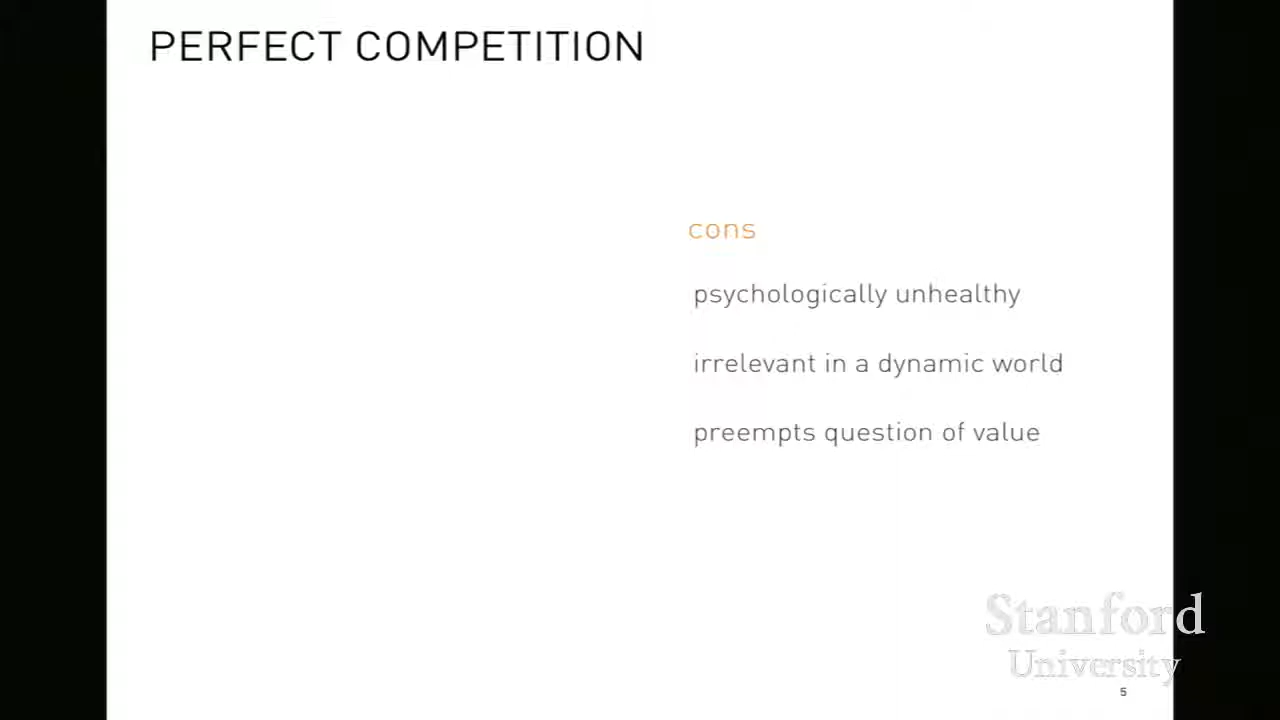 PERFECT COMPETITION
cons
psychologically unhealthy
irrelevant in a dynamic world
preempts question of value
Stanford
University
5